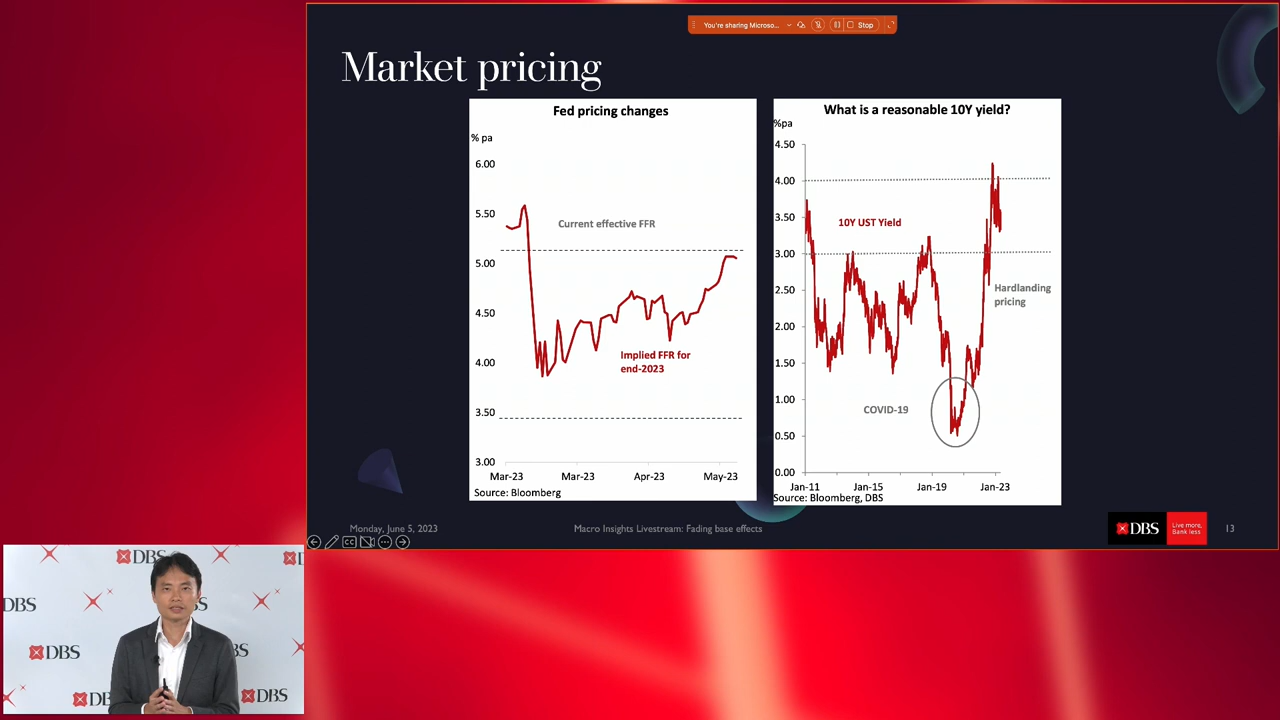 You're sharing Microso...
Stop
Market pricing
Fed pricing changes
% pa
6.00
5.50
5.00
4.50
4.00
3.50
3.00
Current effective FFR
Implied FFR for
end-2023
Mar-23
Mar-23
Apr-23
May-23
Source: Bloomberg
What is a reasonable 10Y yield?
%pa
4.50
4.00
3.50
3.00
2.50
2.00
1.50
1.00
0.50
0.00
10Y UST Yield
Hardlanding
pricing
COVID-19
Jan-11
Jan-15
Jan-19
Jan-23
Source: Bloomberg, DBS
Monday, June 5, 2023
Macro Insights Livestream: Fading base effects
DBS
Live more,
Bank less
13
CC
DBS
D
DBS
DBS
DBS
DB
DBS